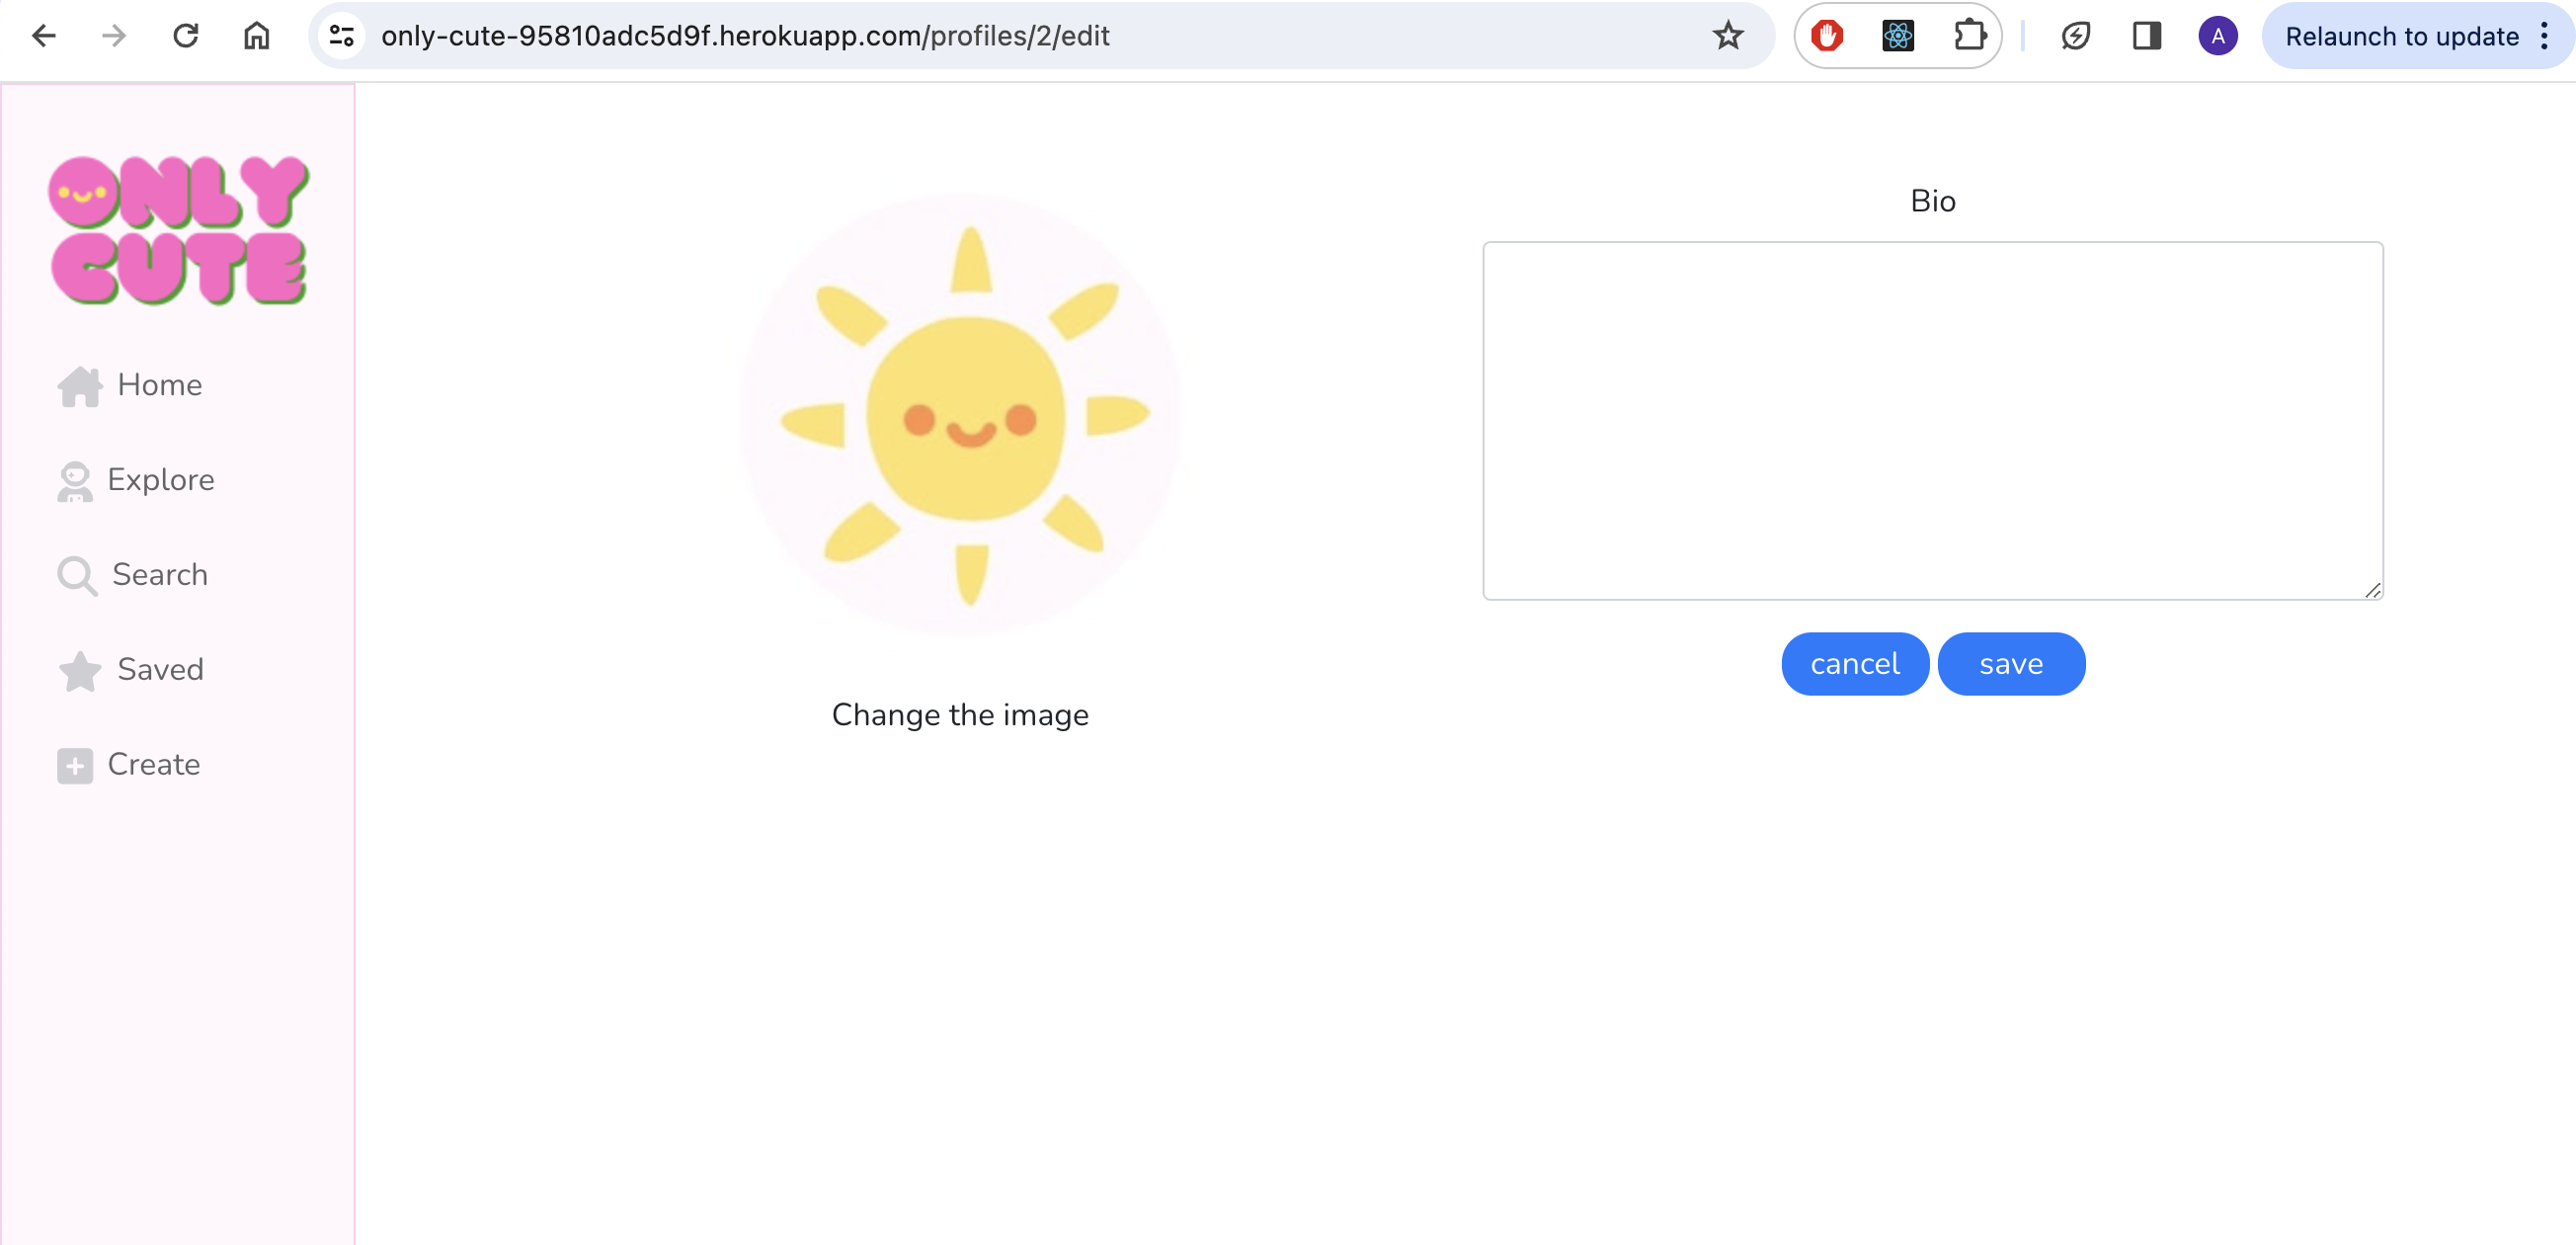 only-cute-95810adc5d9f.herokuapp.com/profiles/2/edit
A
Relaunch to update
ONLY
CUTE
Home
Explore
Search
Saved
Create
Change the image
Bio
cancel
save